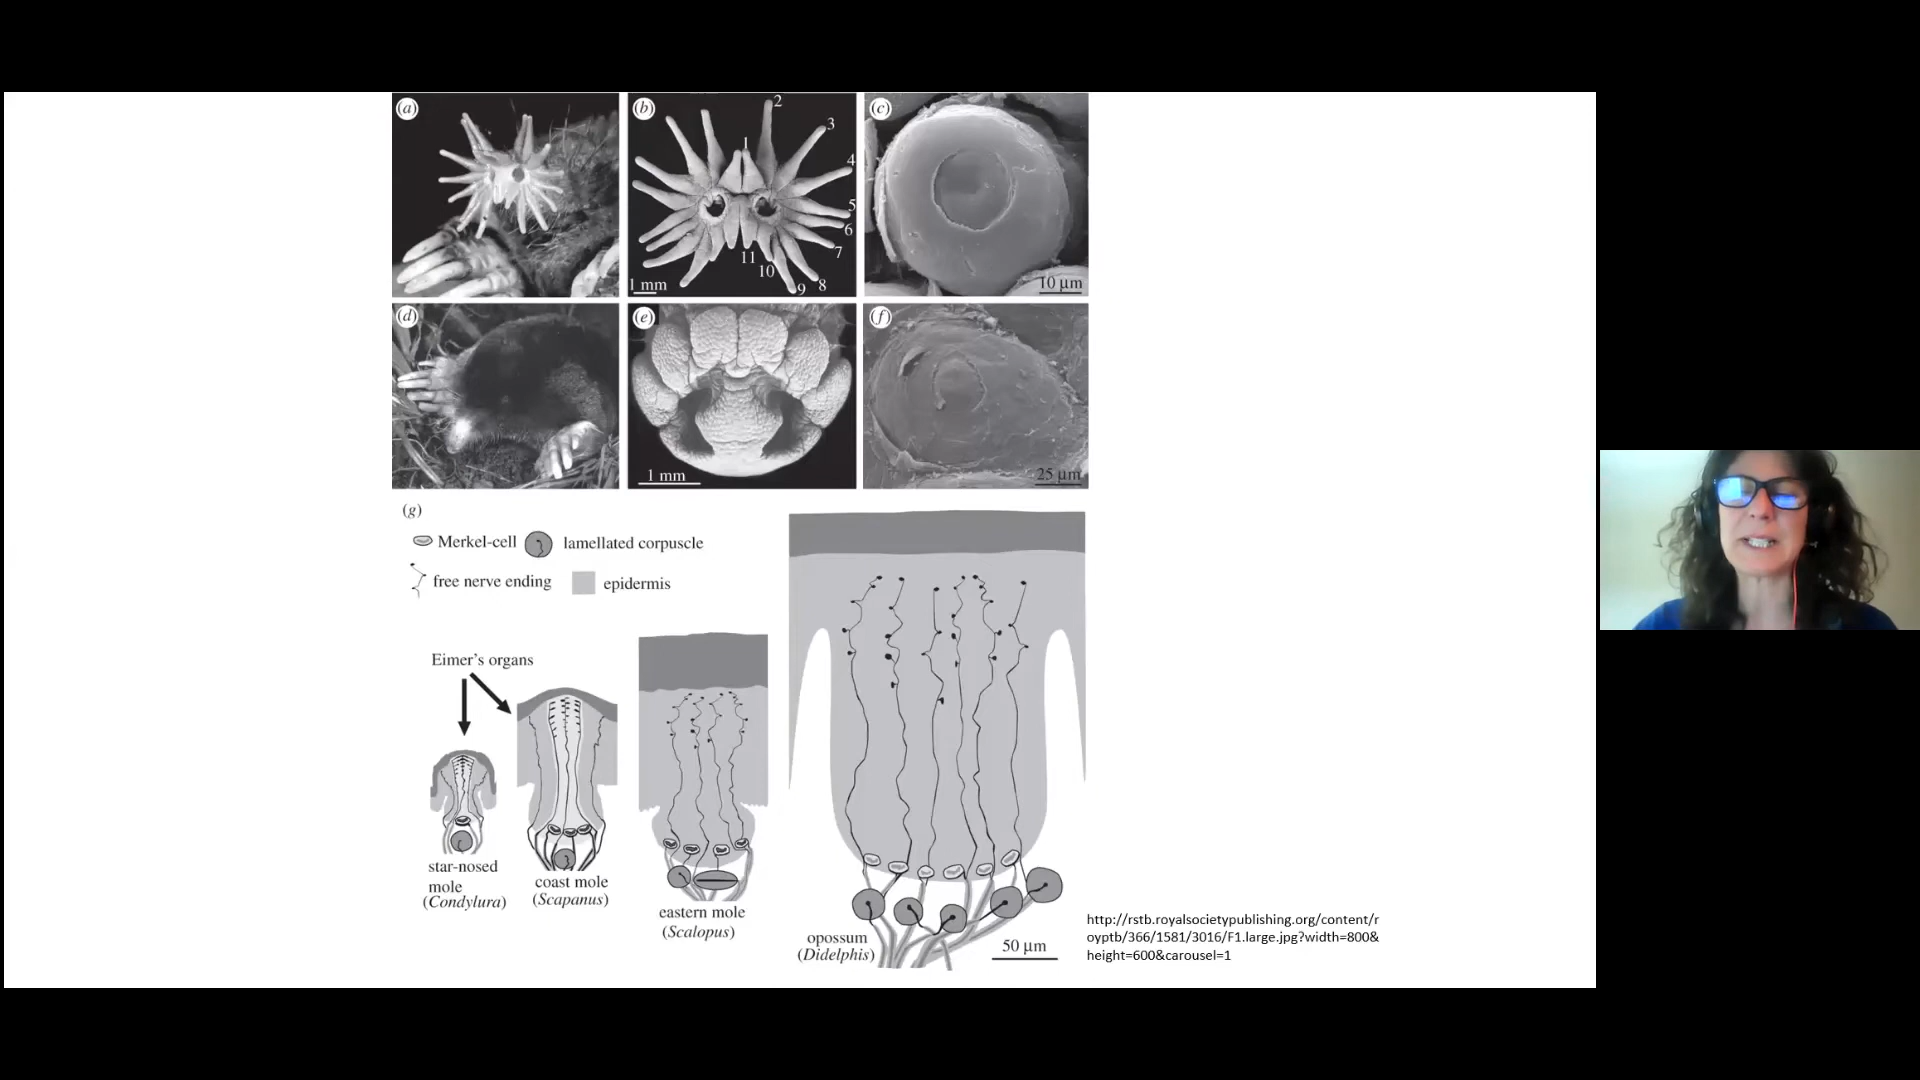 (a)
(b)
2
3
1
4
5
6
7
11
10
9
8
1 mm
(c)
10 µm
(d)
(e)
1 mm
(f)
25 µm
(g)
Merkel-cell
lamellated corpuscle
free nerve ending
epidermis
Eimer's organs
star-nosed
mole
(Condylura)
coast mole
(Scapanus)
eastern mole
(Scalopus)
opossum
(Didelphis)
50 µm
http://rstb.royalsocietypublishing.org/content/r
oyptb/366/1581/3016/F1.large.jpg?width=800&
height=600&carousel=1